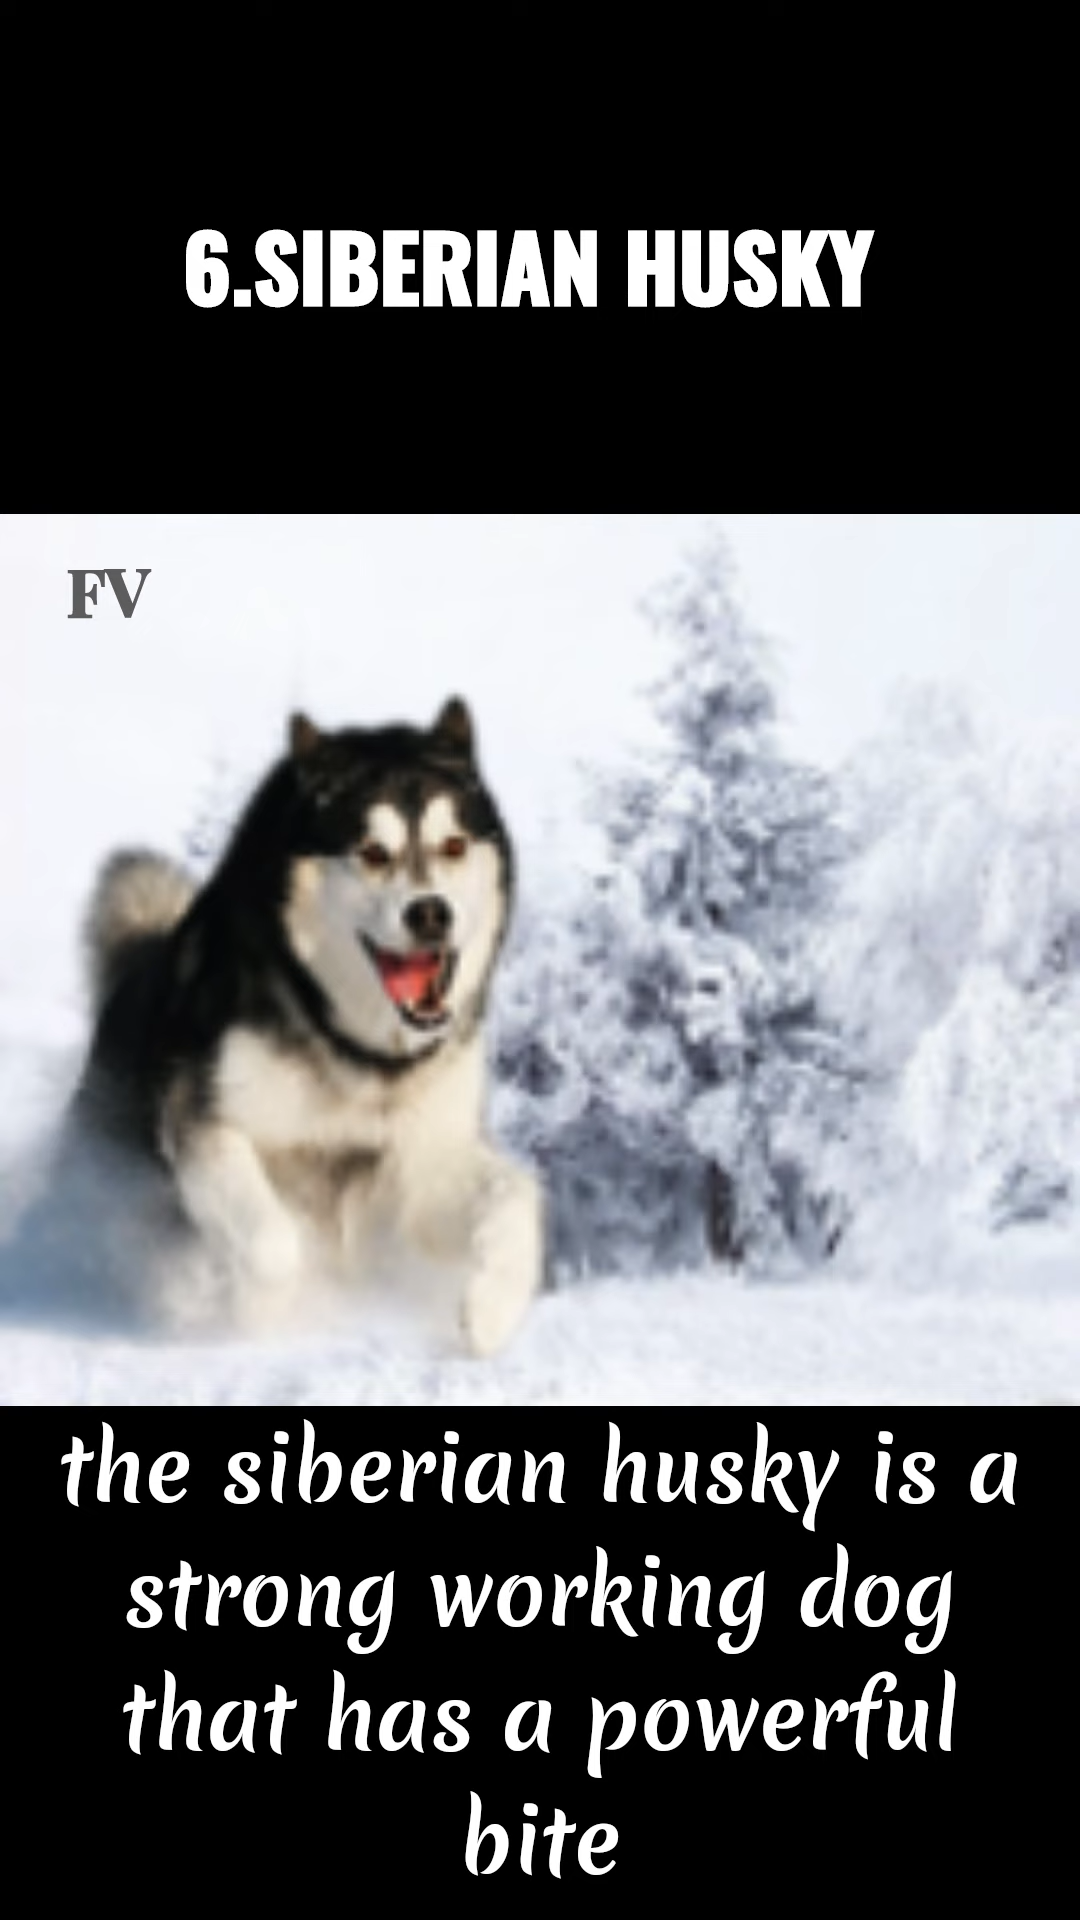 6.SIBERIAN HUSKY
FV
the siberian husky is a
strong working dog
that has a powerful
bite